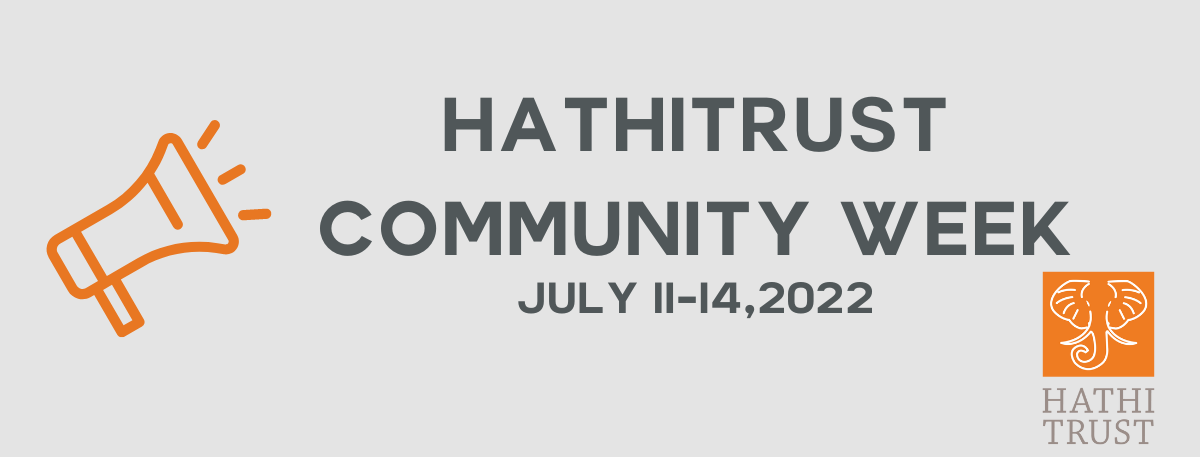 HATHITRUST
COMMUNITY WEEK
JULY 11-14,2022
HATHI
TRUST